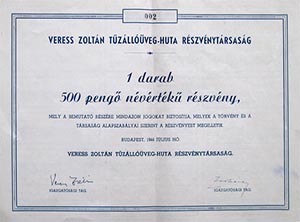 002
VERESS ZOLTÁN TŰZÁLLÓÜVEG-HUTA RÉSZVÉNYTÁRSASÁG
1 darab
500 pengő névértékű részvény,
MELY A BEMUTATÓ RÉSZÉRE MINDAZON JOGOKAT BIZTOSÍTJA, MELYEK A TÖRVÉNY ÉS A
TÁRSASÁG ALAPSZABÁLYAI SZERINT A RÉSZVÉNYEST MEGILLETIK
BUDAPEST, 1946 JÚLIUS HÓ
VERESS ZOLTÁN TŰZÁLLÓÜVEG-HUTA RÉSZVÉNYTÁRSASÁG.
IGAZGATÓSÁGI TAG. IGAZGATÓSÁGI TAG.